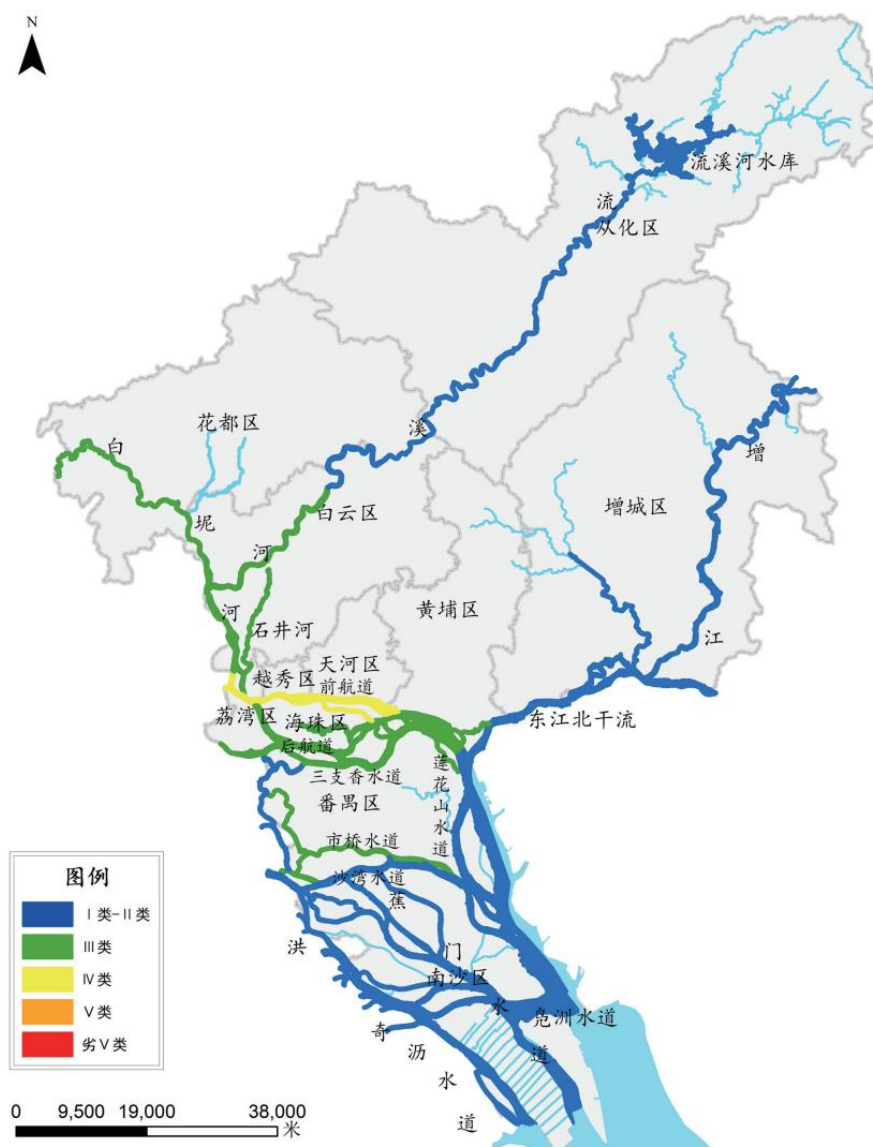 N
流溪河水库
流
从化区
溪
河
花都区
白
坭
河
白云区
增城区
增
江
黄埔区
石井河
天河区
越秀区
前航道
荔湾区
海珠区
后航道
东江北干流
三支香水道
莲花山水道
番禺区
市桥水道
沙湾水道
蕉
门
水
道
洪
奇
沥
水
道
南沙区
凫洲水道
图例
Ⅰ类-Ⅱ类
Ⅲ类
Ⅳ类
Ⅴ类
劣Ⅴ类
0 9,500 19,000 38,000
米